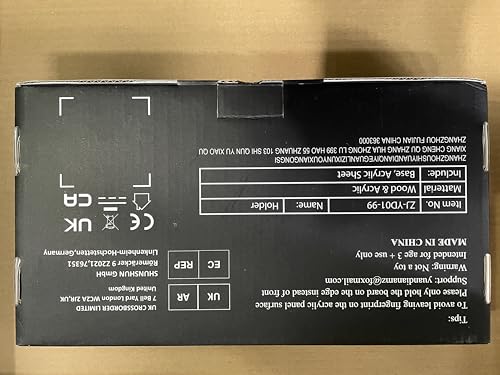 Tips:
To avoid leaving fingerprint on the acrylic panel surface
Please only hold the board on the edge instead of front
Support: yuandianamz@foxmail.com
Warning:
Not a toy
Intended for age + 3 age use only
MADE IN CHINA
Item No. ZJ-YD01-99 Name: Holder
Material Wood & Acrylic
Include: Base, Acrylic Sheet
ZHANGZHOUSHIYUANDIANQIYEGUANLIZIXUNYOUXIANGONGSI
XIANG CHENG QU ZHANG HUA ZHONG LU 399 HAO 55 ZHUANG 103 SHI QUN YU XIAO QU
ZHANGZHOU FUJIAN CHINA 363000
UK CROSSBORDER LIMITED
7 Bell Yard London WC2A 2JR,UK
United Kingdom
UK AR
SHUNSHUN GmbH
Römeräcker 9 Z2021,76351
Linkenheim-Hochstetten,Germany
EC REP
UK
CA
CE